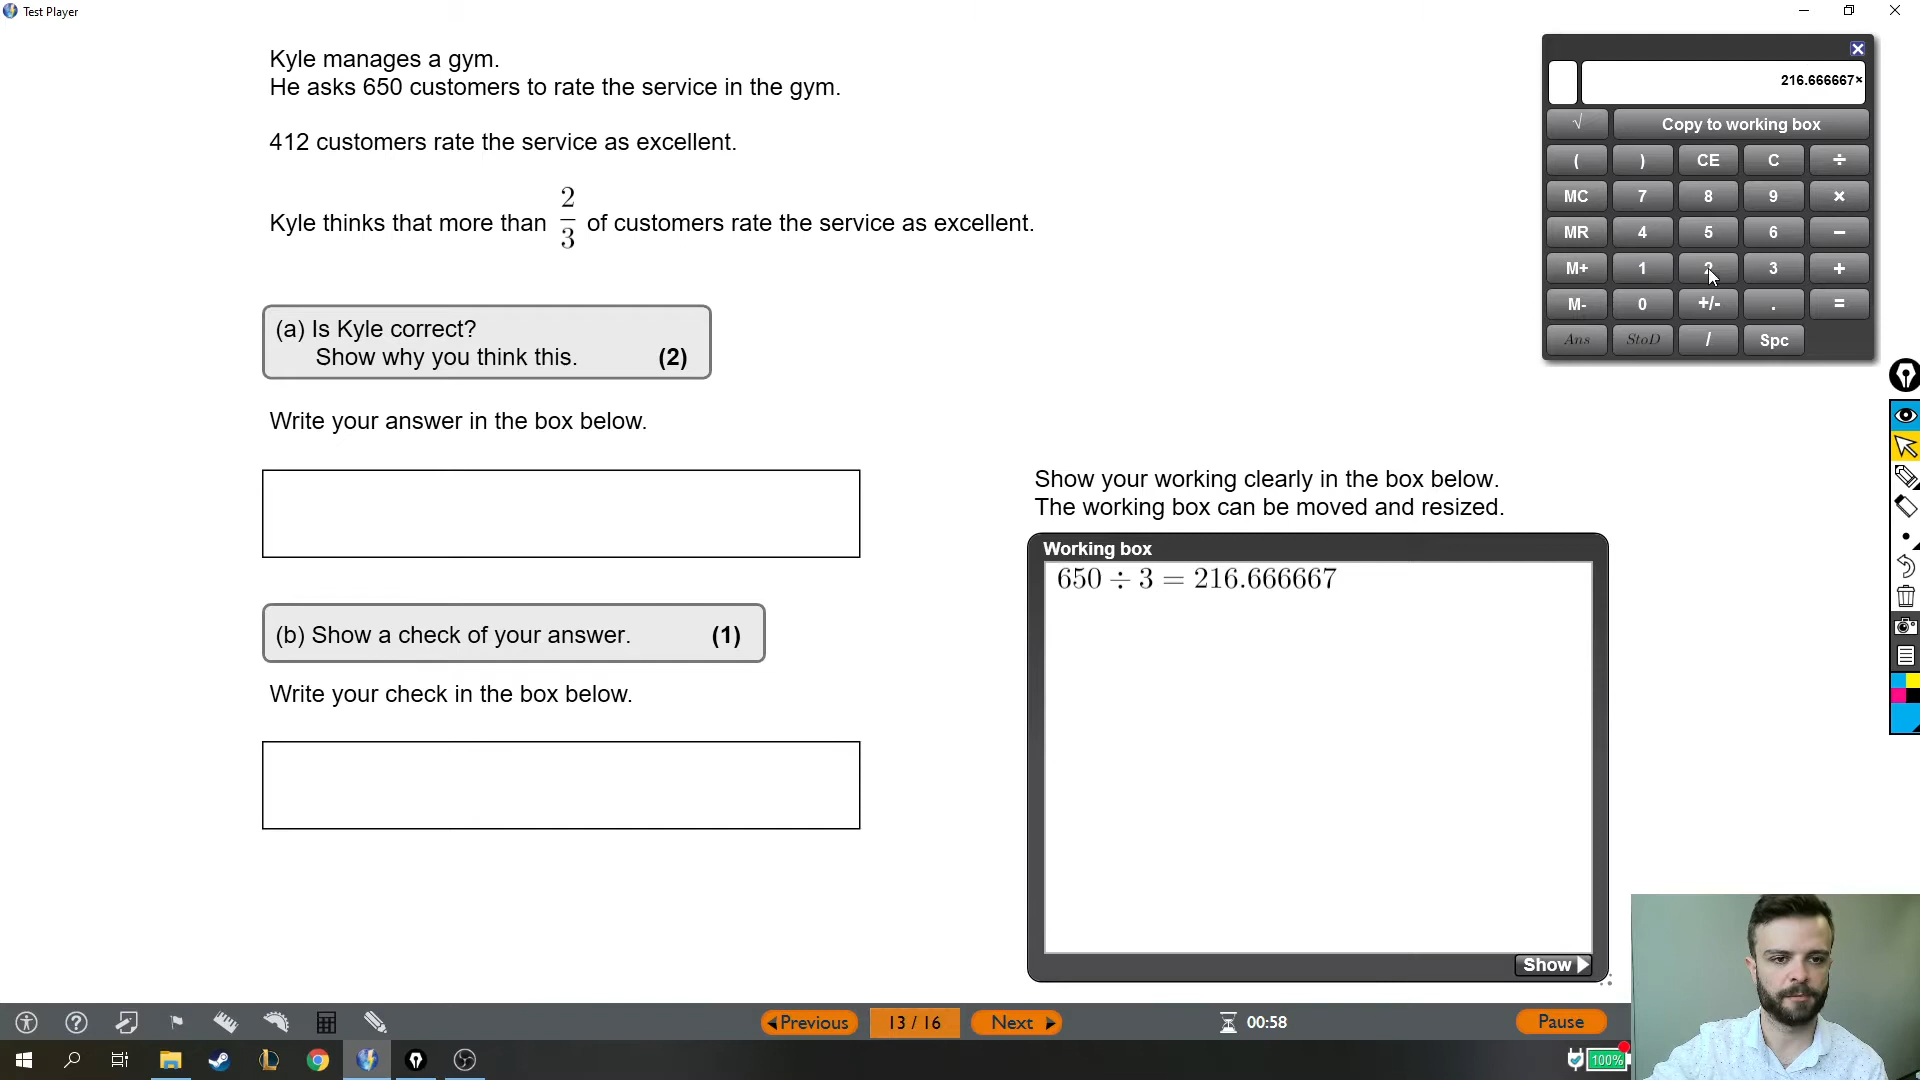 Test Player
Kyle manages a gym.
He asks 650 customers to rate the service in the gym.
412 customers rate the service as excellent.
Kyle thinks that more than 2/3 of customers rate the service as excellent.
(a) Is Kyle correct?
Show why you think this. (2)
Write your answer in the box below.
(b) Show a check of your answer. (1)
Write your check in the box below.
216.666667×
√ Copy to working box
( ) CE C ÷
MC 7 8 9 ×
MR 4 5 6 −
M+ 1 2 3 +
M- 0 +/- . =
Ans StoD / Spc
Show your working clearly in the box below.
The working box can be moved and resized.
Working box
650 ÷ 3 = 216.666667
Show
Previous 13 / 16 Next 00:58 Pause
100%